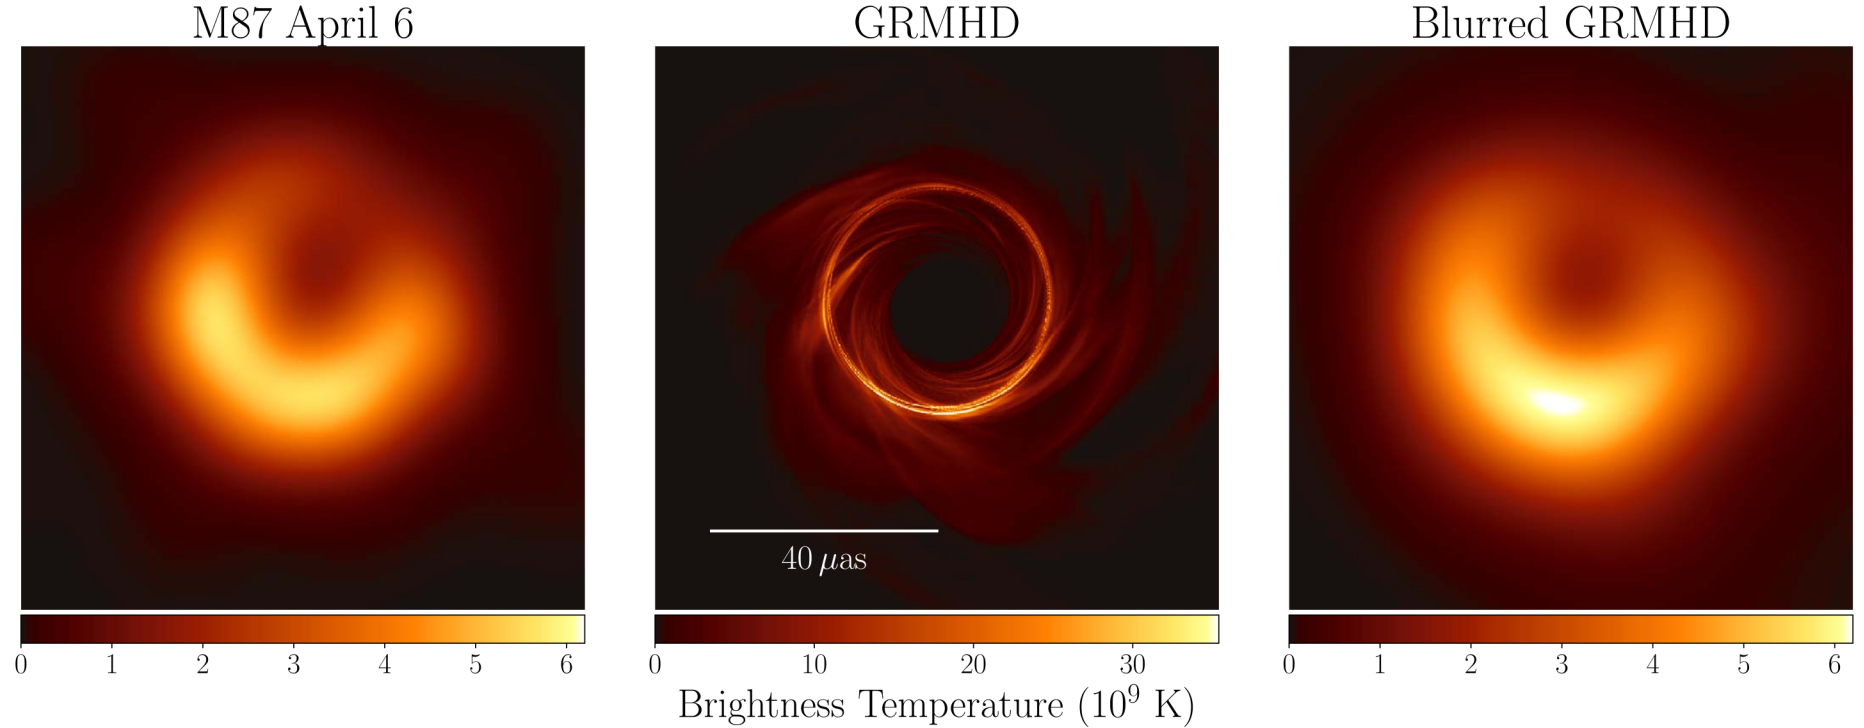 M87 April 6
GRMHD
Blurred GRMHD
40 μas
0 1 2 3 4 5 6
0 10 20 30
0 1 2 3 4 5 6
Brightness Temperature (10⁹ K)